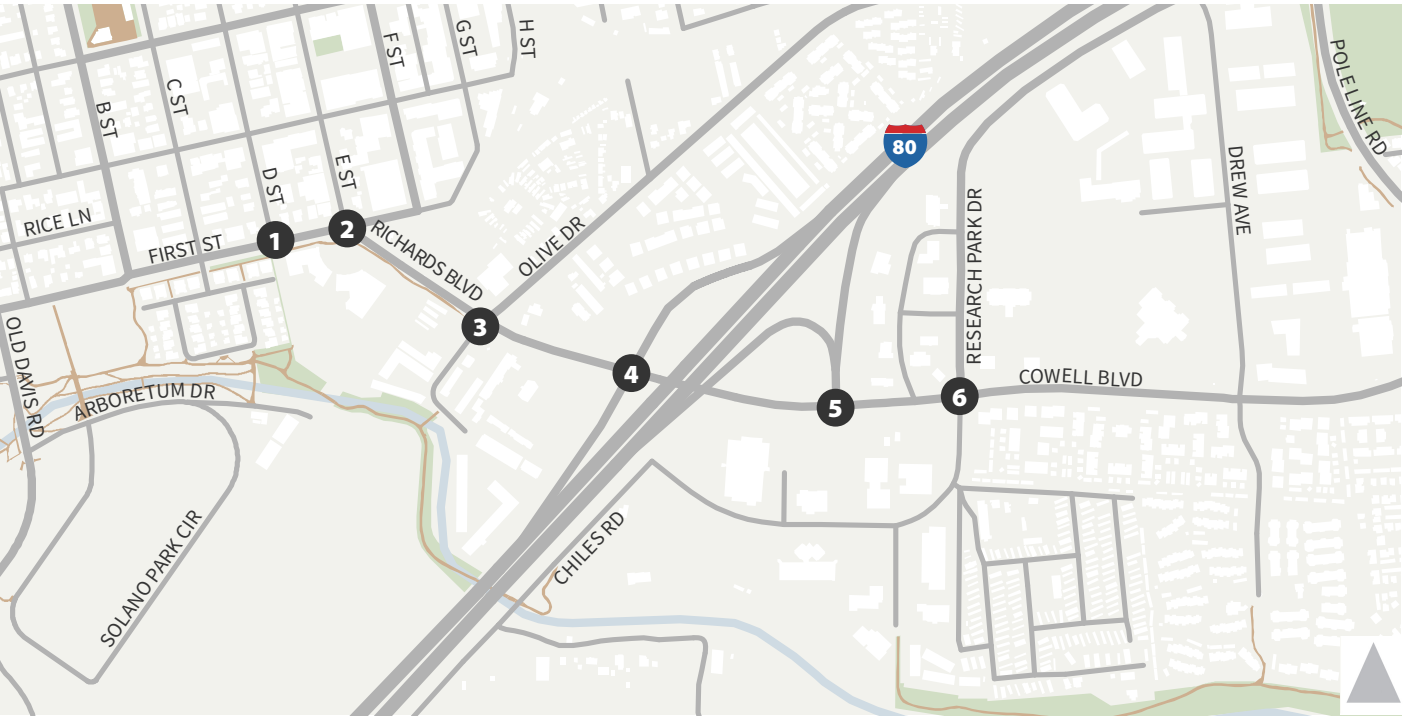 H ST
G ST
F ST
POLE LINE RD
C ST
B ST
80
E ST
D ST
DREW AVE
RICE LN
FIRST ST
1
2
RICHARDS BLVD
OLIVE DR
RESEARCH PARK DR
3
OLD DAVIS RD
4
COWELL BLVD
ARBORETUM DR
5
6
CHILES RD
SOLANO PARK CIR